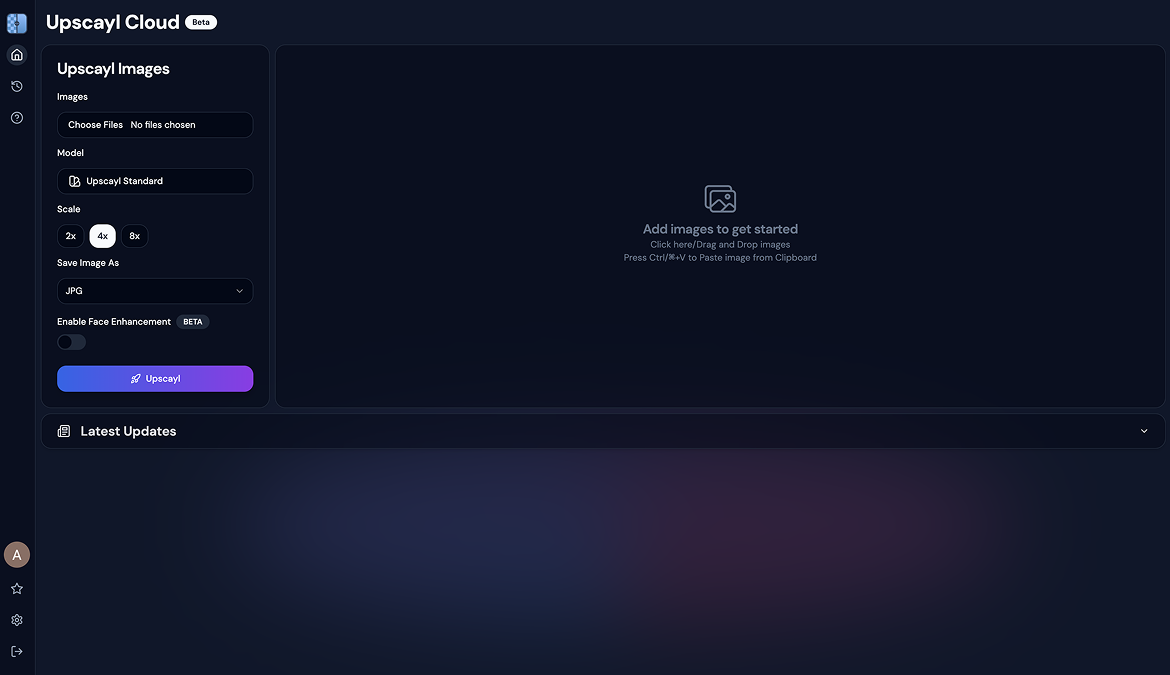 Upscayl Cloud Beta
Upscayl Images
Images
Choose Files No files chosen
Model
Upscayl Standard
Scale
2x 4x 8x
Save Image As
JPG
Enable Face Enhancement BETA
Upscayl
Add images to get started
Click here/Drag and Drop images
Press Ctrl/⌘+V to Paste image from Clipboard
Latest Updates
A